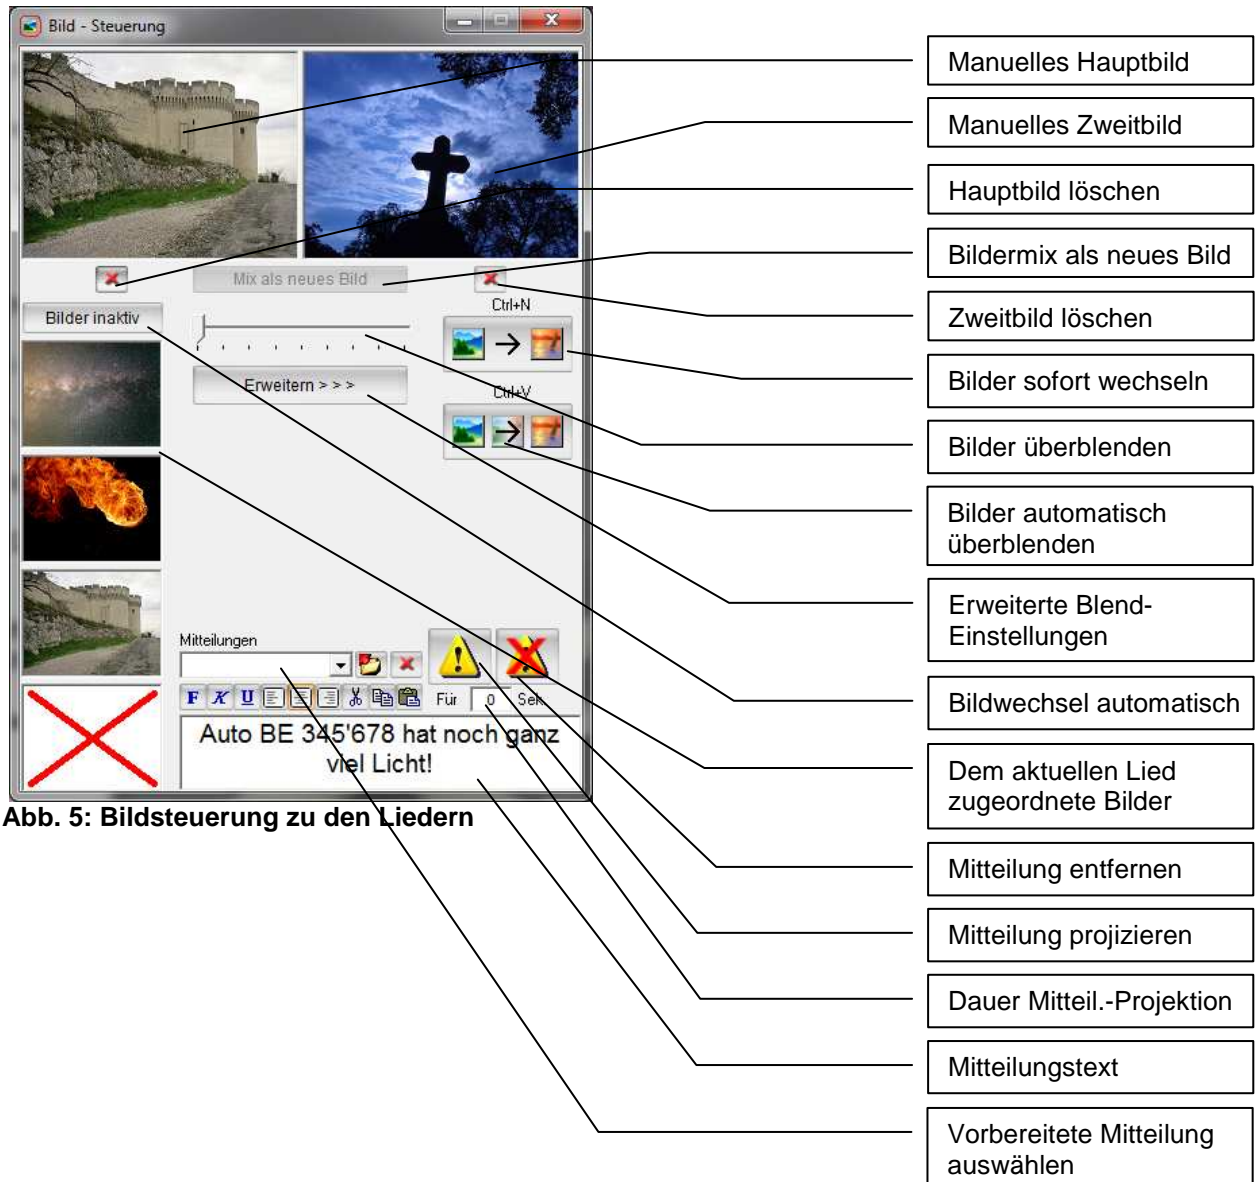 Bild - Steuerung
Mix als neues Bild
Bilder inaktiv
Ctrl+N
Erweitern > > >
Ctrl+V
Mitteilungen
F K U
Für 0 Sek.
Auto BE 345'678 hat noch ganz
viel Licht!
Abb. 5: Bildsteuerung zu den Liedern
Manuelles Hauptbild
Manuelles Zweitbild
Hauptbild löschen
Bildermix als neues Bild
Zweitbild löschen
Bilder sofort wechseln
Bilder überblenden
Bilder automatisch
überblenden
Erweiterte Blend-
Einstellungen
Bildwechsel automatisch
Dem aktuellen Lied
zugeordnete Bilder
Mitteilung entfernen
Mitteilung projizieren
Dauer Mitteil.-Projektion
Mitteilungstext
Vorbereitete Mitteilung
auswählen